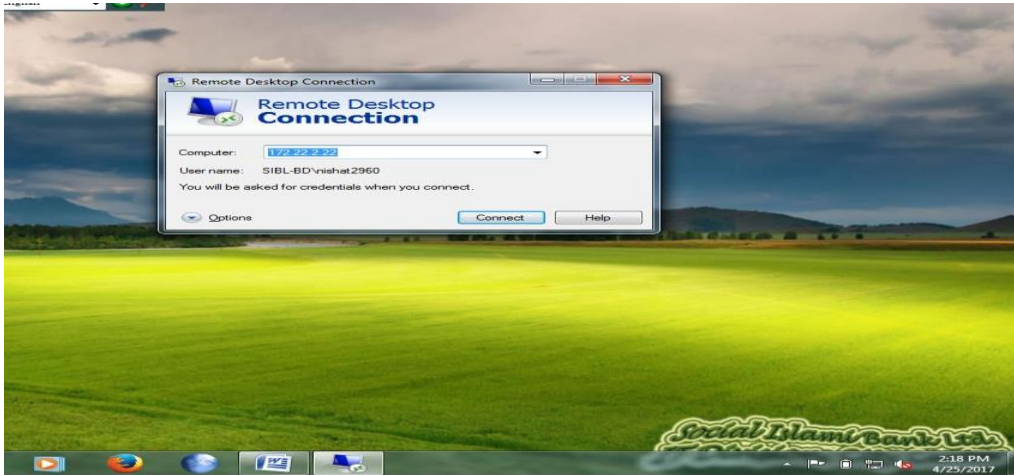 English
Remote Desktop Connection
Remote Desktop
Connection
Computer: 172.22.2.22
User name: SIBL-BD\nishat2960
You will be asked for credentials when you connect.
Options
Connect
Help
Social Islami Bank Ltd.
2:18 PM
4/25/2017